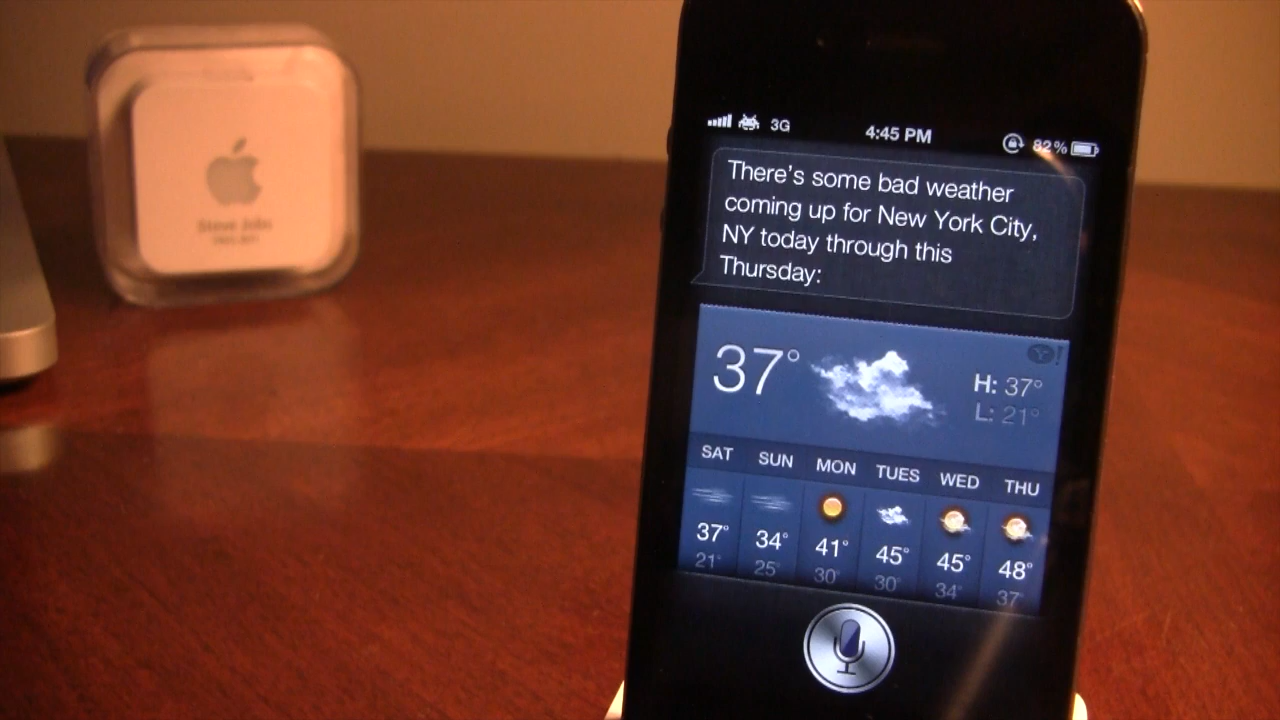 Steve Jobs
3G
4:45 PM
82%
There's some bad weather
coming up for New York City,
NY today through this
Thursday:
37°
Y!
H: 37°
L: 21°
SAT SUN MON TUES WED THU
37° 34° 41° 45° 45° 48°
21° 25° 30° 30° 34° 37°